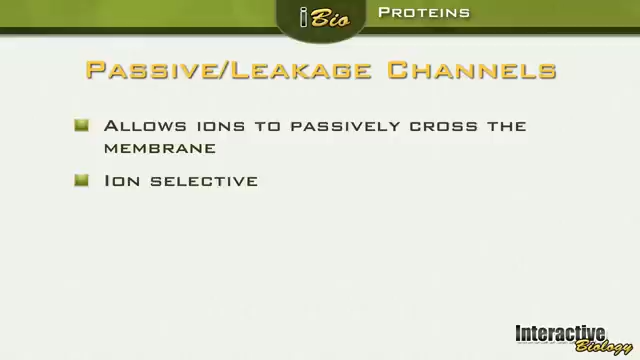 iBio
Proteins
Passive/Leakage Channels
Allows ions to passively cross the
membrane
Ion selective
Interactive
Biology